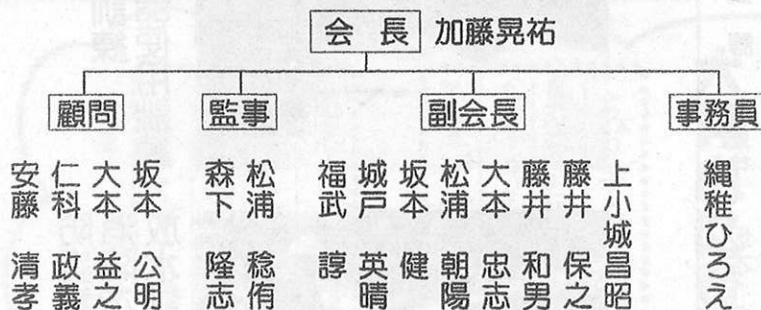 会長 加藤晃祐
顧問 監事 副会長 事務員
縄稚ひろえ
上小城昌昭
藤井 保之
藤井 和男
大本 忠志
松浦 朝陽
坂本 健
城戸 英晴
福武 諄
松浦 稔侑
森下 隆志
坂本 公明
大本 益之
仁科 政義
安藤 清孝